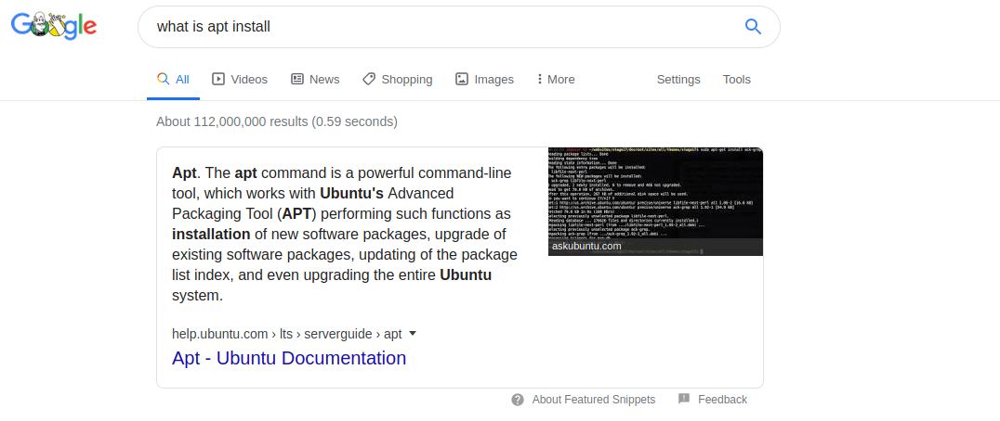 Google
what is apt install
All Videos News Shopping Images More Settings Tools
About 112,000,000 results (0.59 seconds)
Apt. The apt command is a powerful command-line
tool, which works with Ubuntu's Advanced
Packaging Tool (APT) performing such functions as
installation of new software packages, upgrade of
existing software packages, updating of the package
list index, and even upgrading the entire Ubuntu
system.
askubuntu.com
help.ubuntu.com › lts › serverguide › apt
Apt - Ubuntu Documentation
About Featured Snippets Feedback